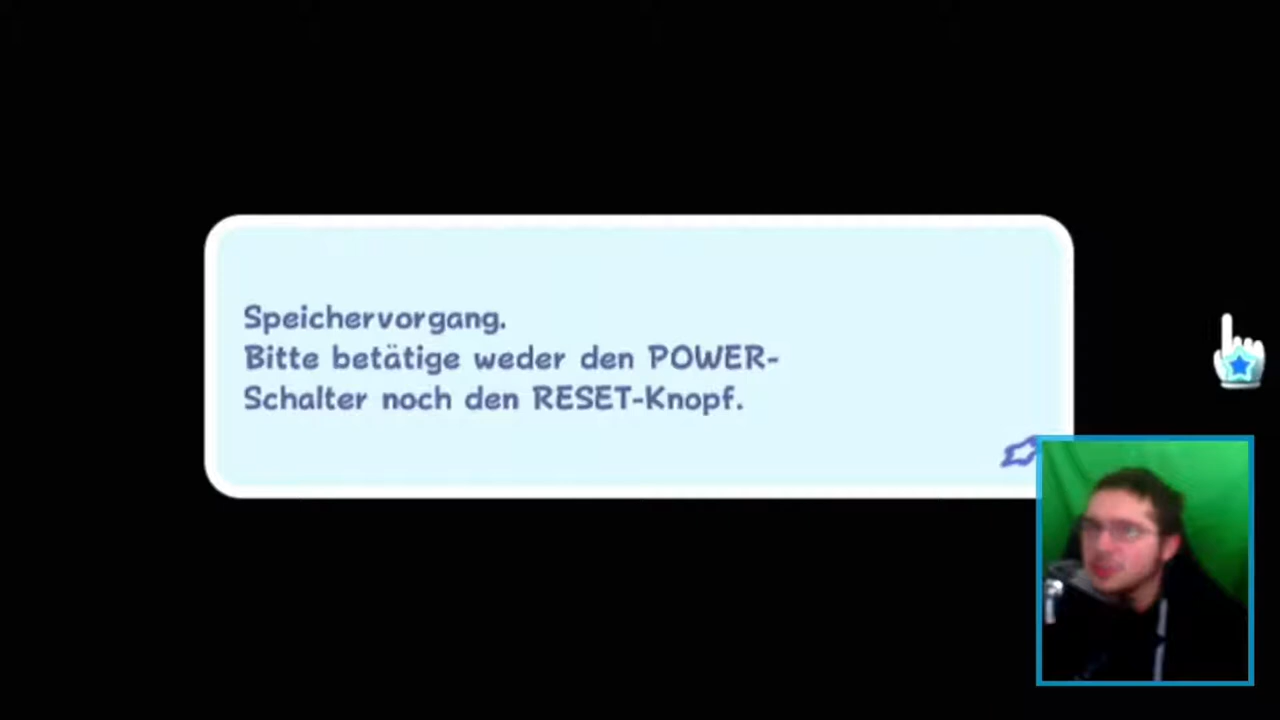 Speichervorgang.
Bitte betätige weder den POWER-
Schalter noch den RESET-Knopf.